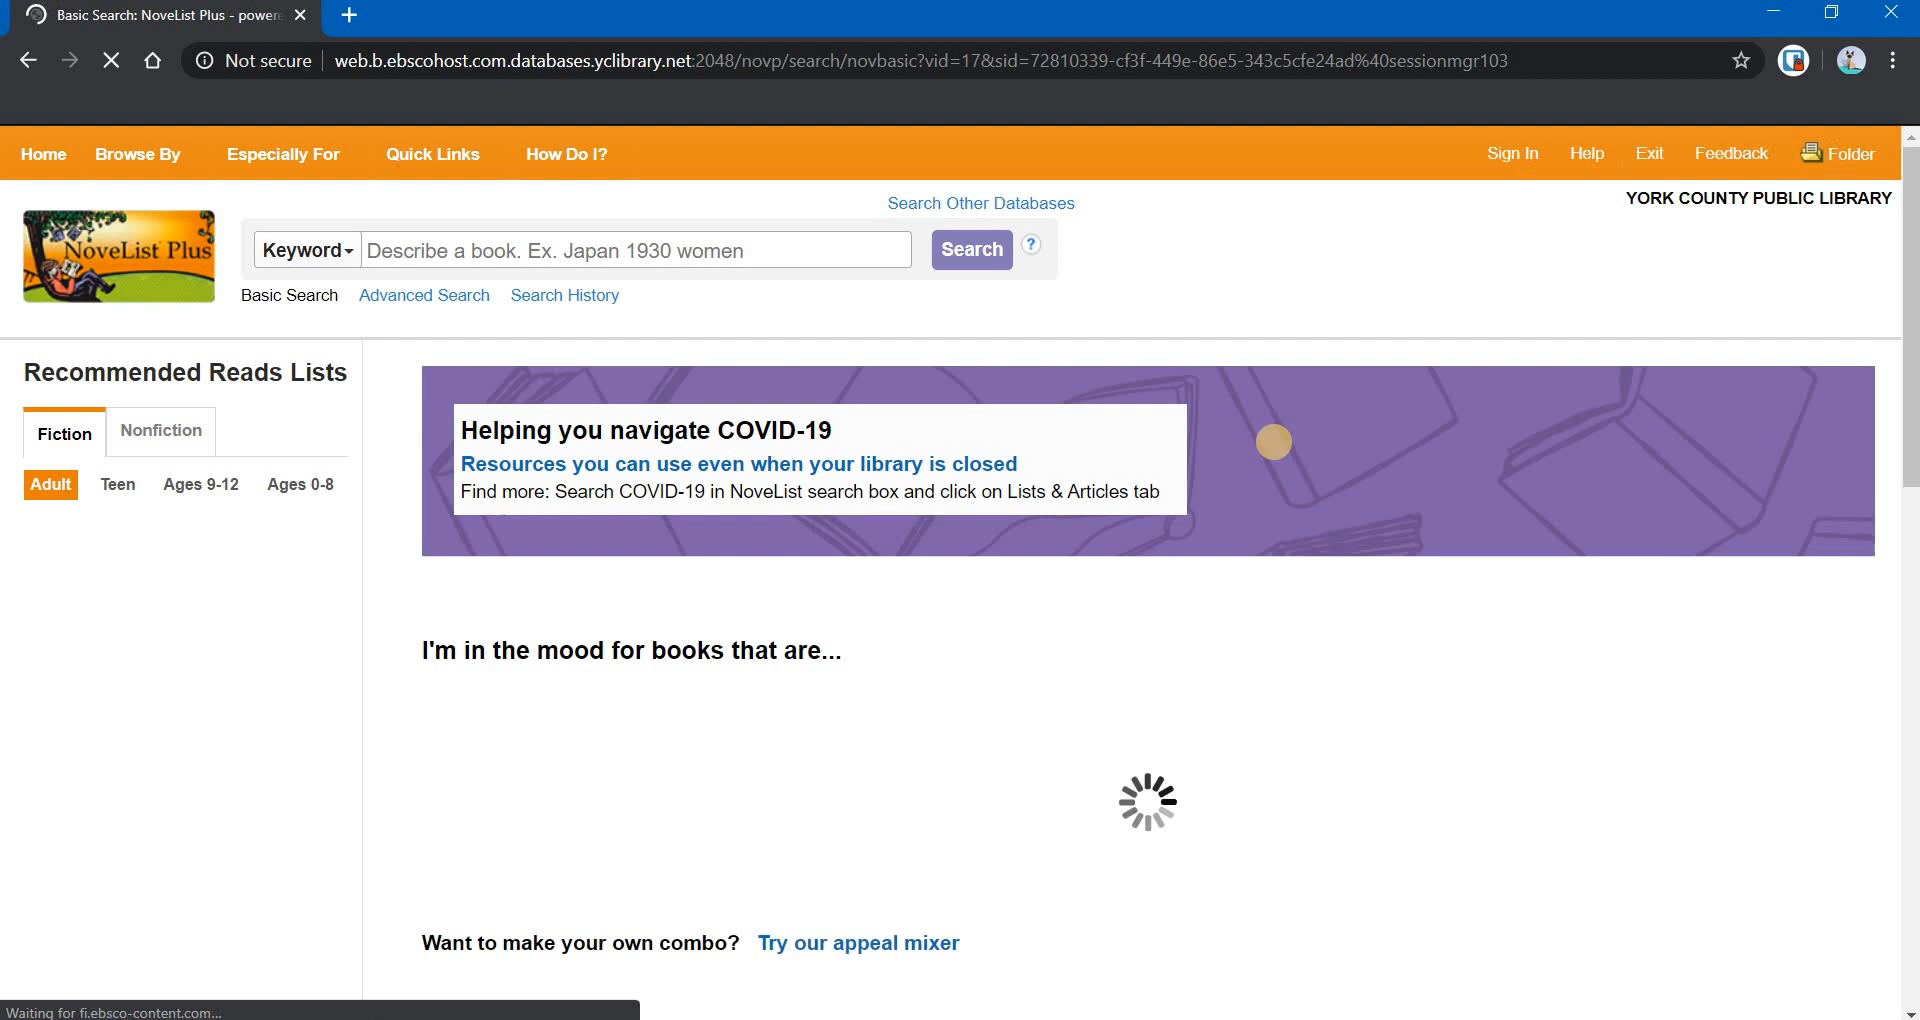 Basic Search: NoveList Plus - powere
Not secure
web.b.ebscohost.com.databases.yclibrary.net:2048/novp/search/novbasic?vid=17&sid=72810339-cf3f-449e-86e5-343c5cfe24ad%40sessionmgr103
Home Browse By Especially For Quick Links How Do I? Sign In Help Exit Feedback Folder
Search Other Databases
YORK COUNTY PUBLIC LIBRARY
NoveList Plus
Keyword Describe a book. Ex. Japan 1930 women Search ?
Basic Search Advanced Search Search History
Recommended Reads Lists
Fiction Nonfiction
Adult Teen Ages 9-12 Ages 0-8
Helping you navigate COVID-19
Resources you can use even when your library is closed
Find more: Search COVID-19 in NoveList search box and click on Lists & Articles tab
I'm in the mood for books that are...
Want to make your own combo? Try our appeal mixer
Waiting for fi.ebsco-content.com...